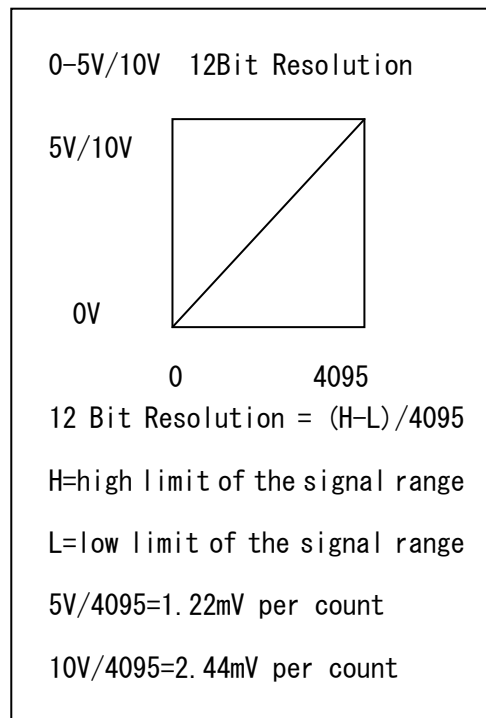 0-5V/10V 12Bit Resolution
5V/10V
0V
0 4095
12 Bit Resolution = (H-L)/4095
H=high limit of the signal range
L=low limit of the signal range
5V/4095=1.22mV per count
10V/4095=2.44mV per count